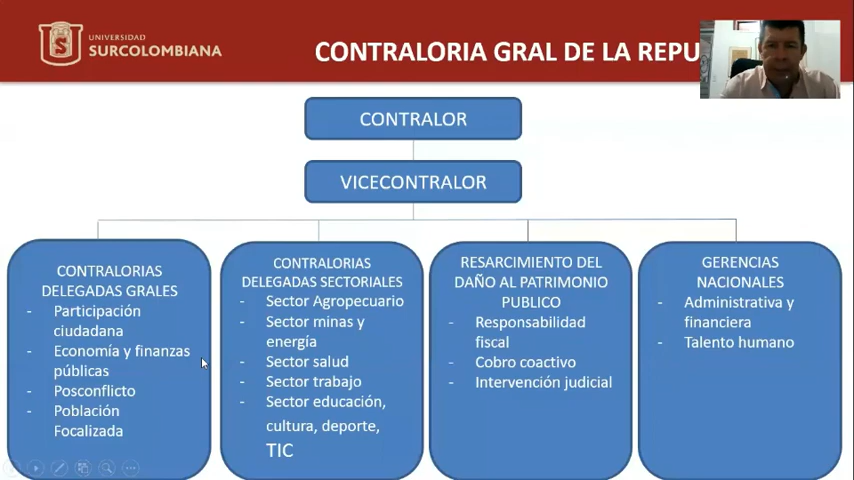 UNIVERSIDAD
SURCOLOMBIANA
CONTRALORIA GRAL DE LA REPU
CONTRALOR
VICECONTRALOR
CONTRALORIAS
DELEGADAS GRALES
- Participación
ciudadana
- Economía y finanzas
públicas
- Posconflicto
- Población
Focalizada
CONTRALORIAS
DELEGADAS SECTORIALES
- Sector Agropecuario
- Sector minas y
energía
- Sector salud
- Sector trabajo
- Sector educación,
cultura, deporte,
TIC
RESARCIMIENTO DEL
DAÑO AL PATRIMONIO
PUBLICO
- Responsabilidad
fiscal
- Cobro coactivo
- Intervención judicial
GERENCIAS
NACIONALES
- Administrativa y
financiera
- Talento humano